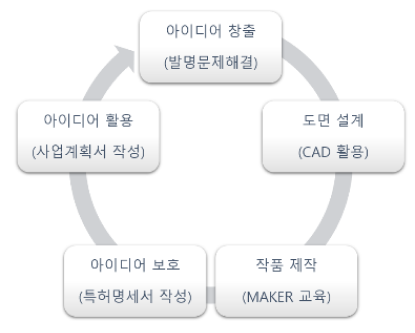 아이디어 창출
(발명문제해결)
도면 설계
(CAD 활용)
작품 제작
(MAKER 교육)
아이디어 보호
(특허명세서 작성)
아이디어 활용
(사업계획서 작성)